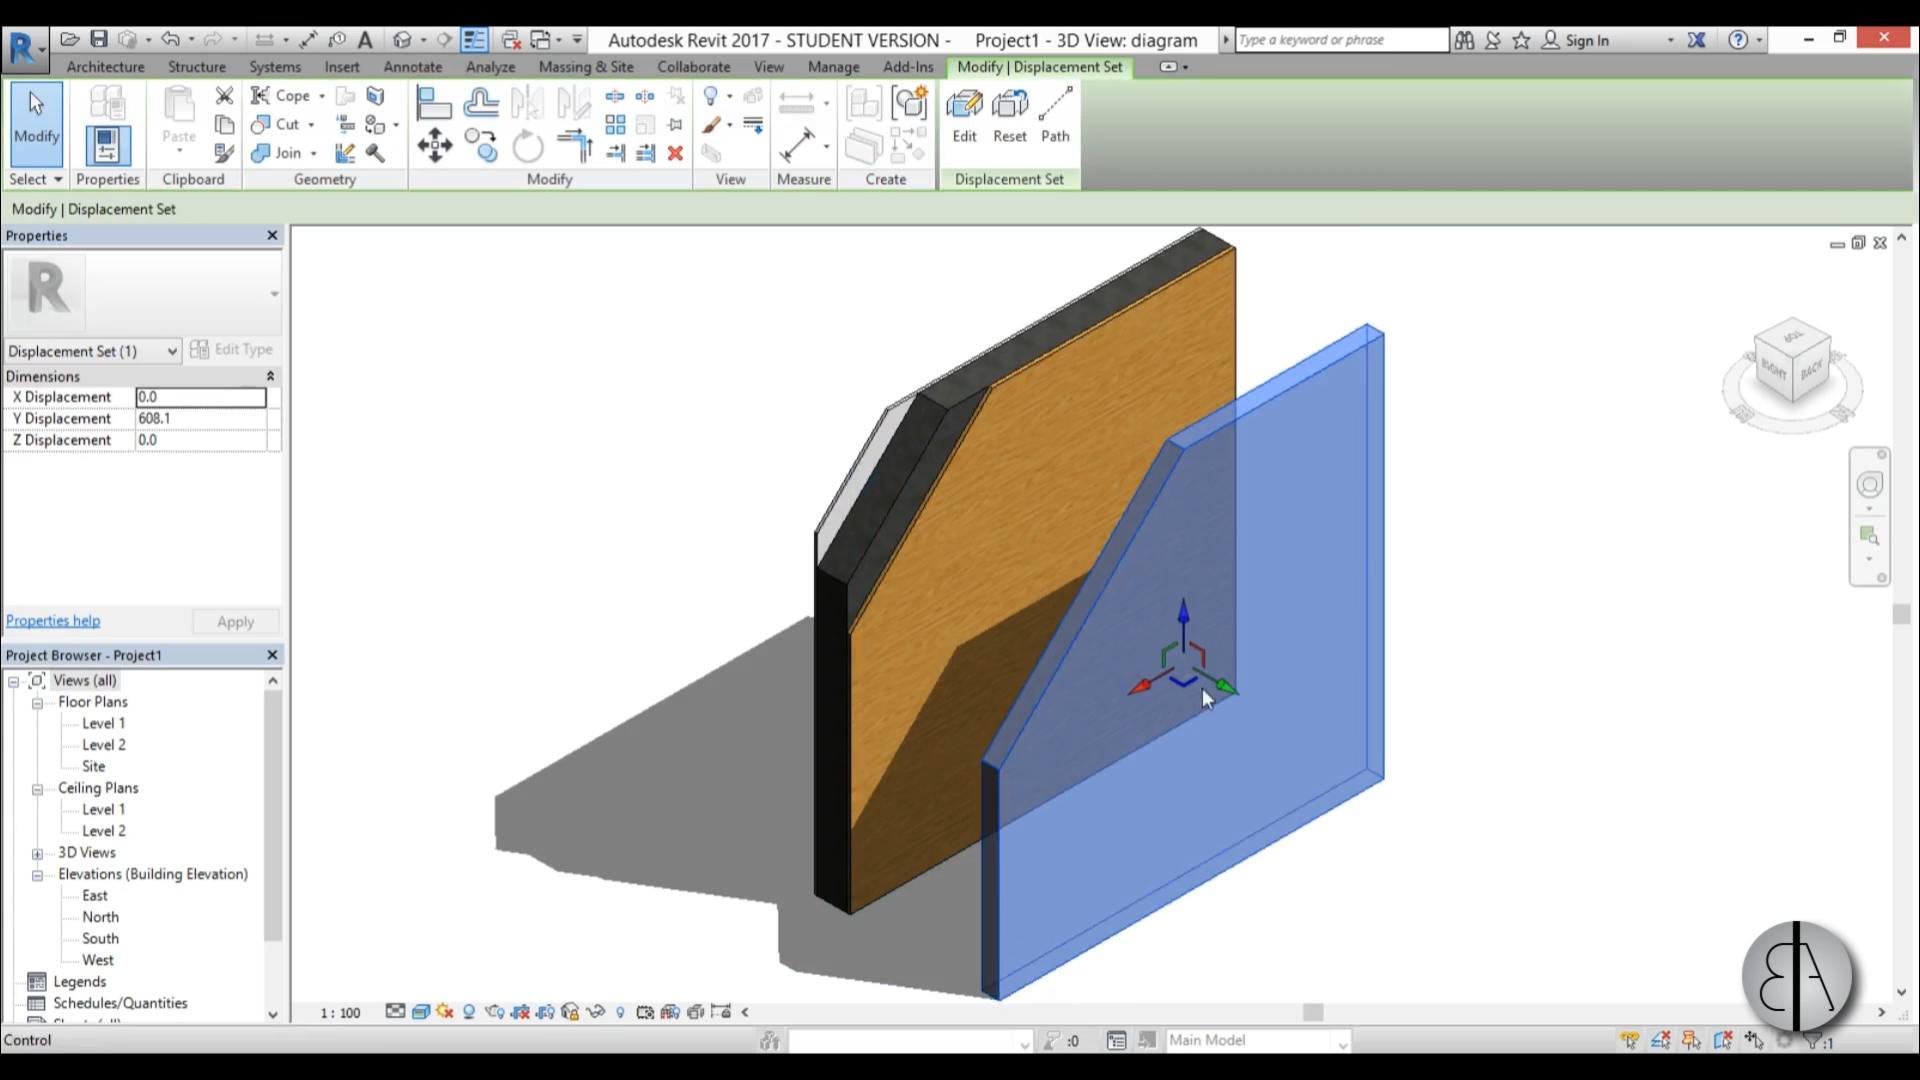 Autodesk Revit 2017 - STUDENT VERSION - Project1 - 3D View: diagram
Type a keyword or phrase
Sign In
Architecture Structure Systems Insert Annotate Analyze Massing & Site Collaborate View Manage Add-Ins Modify | Displacement Set
Modify
Paste
Cope
Cut
Join
Edit Reset Path
Select Properties Clipboard Geometry Modify View Measure Create Displacement Set
Modify | Displacement Set
Properties
R
Displacement Set (1)
Edit Type
Dimensions
X Displacement 0.0
Y Displacement 608.1
Z Displacement 0.0
Properties help
Apply
Project Browser - Project1
Views (all)
Floor Plans
Level 1
Level 2
Site
Ceiling Plans
Level 1
Level 2
3D Views
Elevations (Building Elevation)
East
North
South
West
Legends
Schedules/Quantities
TOP
RIGHT
BACK
1 : 100
Control
:0
Main Model
:1